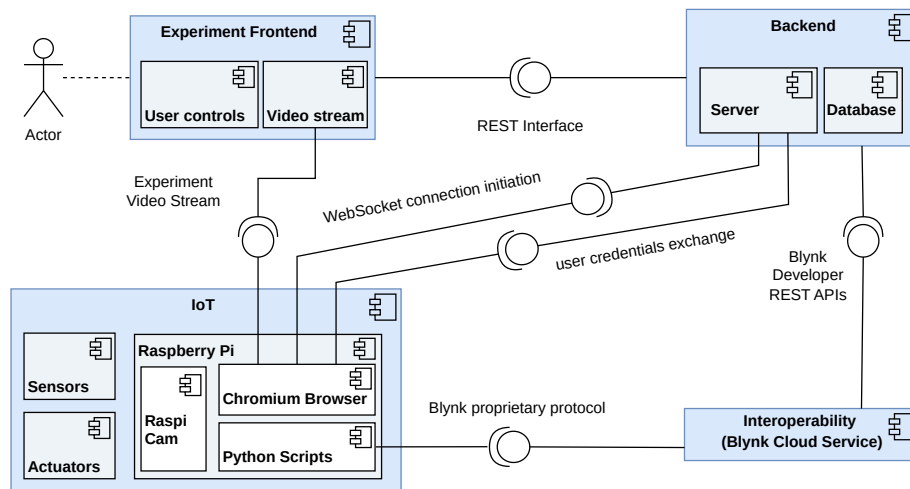 Experiment Frontend
User controls
Video stream
Actor
REST Interface
Backend
Server
Database
Experiment
Video Stream
WebSocket connection initiation
user credentials exchange
Blynk
Developer
REST APIs
IoT
Sensors
Actuators
Raspberry Pi
Raspi
Cam
Chromium Browser
Python Scripts
Blynk proprietary protocol
Interoperability
(Blynk Cloud Service)